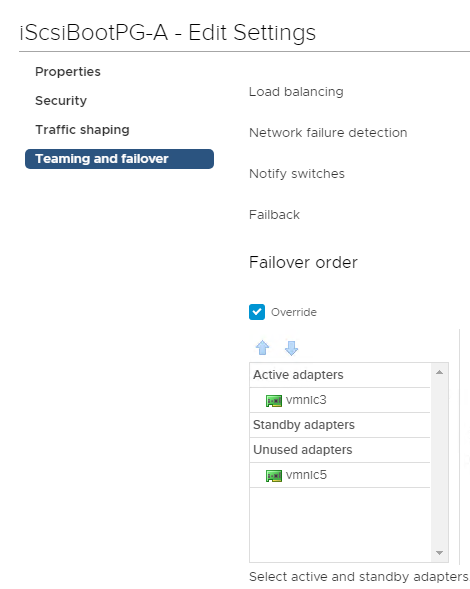 iScsiBootPG-A - Edit Settings
Properties
Security
Traffic shaping
Teaming and failover
Load balancing
Network failure detection
Notify switches
Failback
Failover order
Override
Active adapters
vmnic3
Standby adapters
Unused adapters
vmnic5
Select active and standby adapters